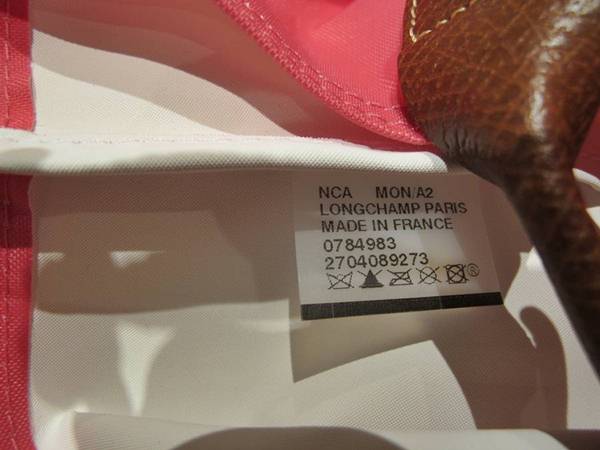 NCA MON/A2
LONGCHAMP PARIS
MADE IN FRANCE
0784983
2704089273
®